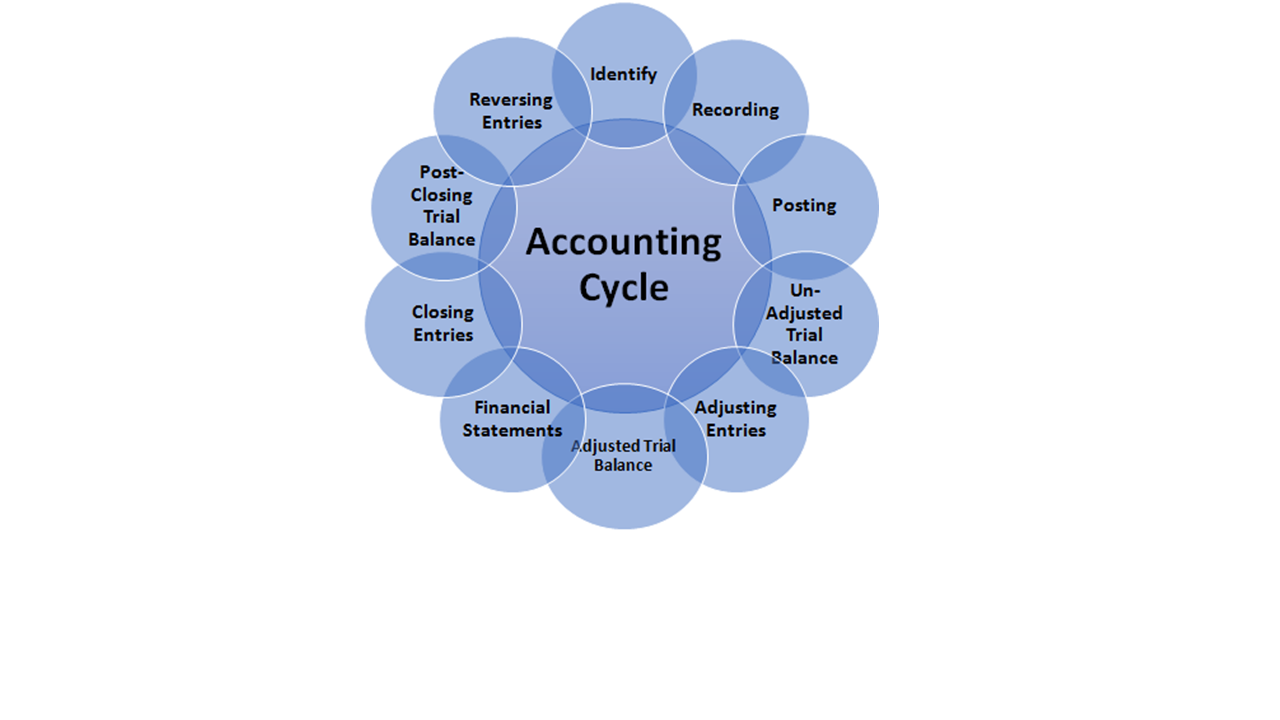 Accounting
Cycle
Identify
Recording
Posting
Un-
Adjusted
Trial
Balance
Adjusting
Entries
Adjusted Trial
Balance
Financial
Statements
Closing
Entries
Post-
Closing
Trial
Balance
Reversing
Entries